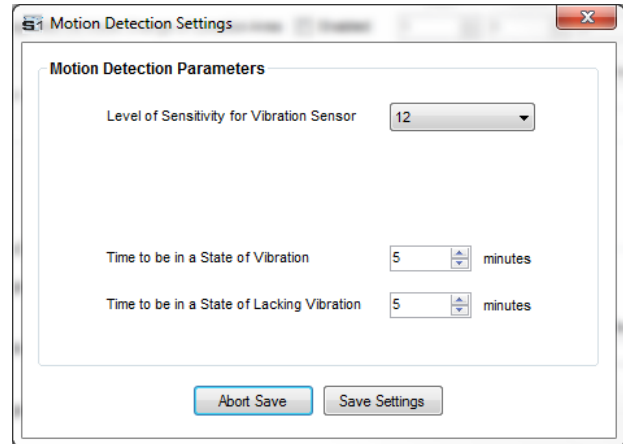 S1 Motion Detection Settings
Motion Detection Parameters
Level of Sensitivity for Vibration Sensor 12
Time to be in a State of Vibration 5 minutes
Time to be in a State of Lacking Vibration 5 minutes
Abort Save Save Settings